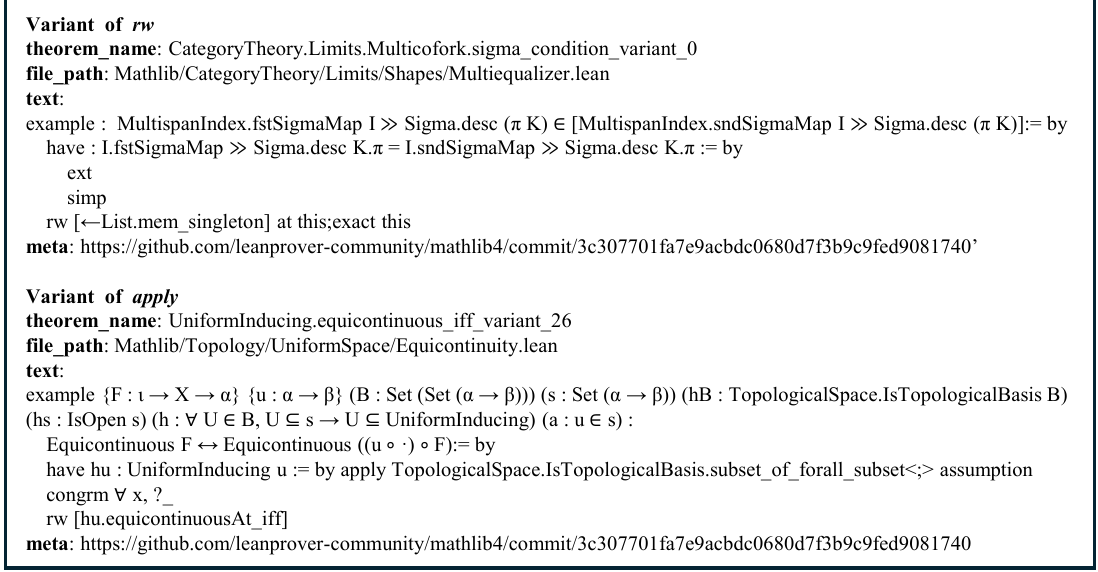 Variant of rw
theorem_name: CategoryTheory.Limits.Multicofork.sigma_condition_variant_0
file_path: Mathlib/CategoryTheory/Limits/Shapes/Multiequalizer.lean
text:
example : MultispanIndex.fstSigmaMap I ≫ Sigma.desc (π K) ∈ [MultispanIndex.sndSigmaMap I ≫ Sigma.desc (π K)]:= by
have : I.fstSigmaMap ≫ Sigma.desc K.π = I.sndSigmaMap ≫ Sigma.desc K.π := by
ext
simp
rw [←List.mem_singleton] at this;exact this
meta: https://github.com/leanprover-community/mathlib4/commit/3c307701fa7e9acbdc0680d7f3b9c9fed9081740’
Variant of apply
theorem_name: UniformInducing.equicontinuous_iff_variant_26
file_path: Mathlib/Topology/UniformSpace/Equicontinuity.lean
text:
example {F : ι → X → α} {u : α → β} (B : Set (Set (α → β))) (s : Set (α → β)) (hB : TopologicalSpace.IsTopologicalBasis B)
(hs : IsOpen s) (h : ∀ U ∈ B, U ⊆ s → U ⊆ UniformInducing) (a : u ∈ s) :
Equicontinuous F ↔ Equicontinuous ((u ∘ ·) ∘ F):= by
have hu : UniformInducing u := by apply TopologicalSpace.IsTopologicalBasis.subset_of_forall_subset<;> assumption
congrm ∀ x, ?_
rw [hu.equicontinuousAt_iff]
meta: https://github.com/leanprover-community/mathlib4/commit/3c307701fa7e9acbdc0680d7f3b9c9fed9081740